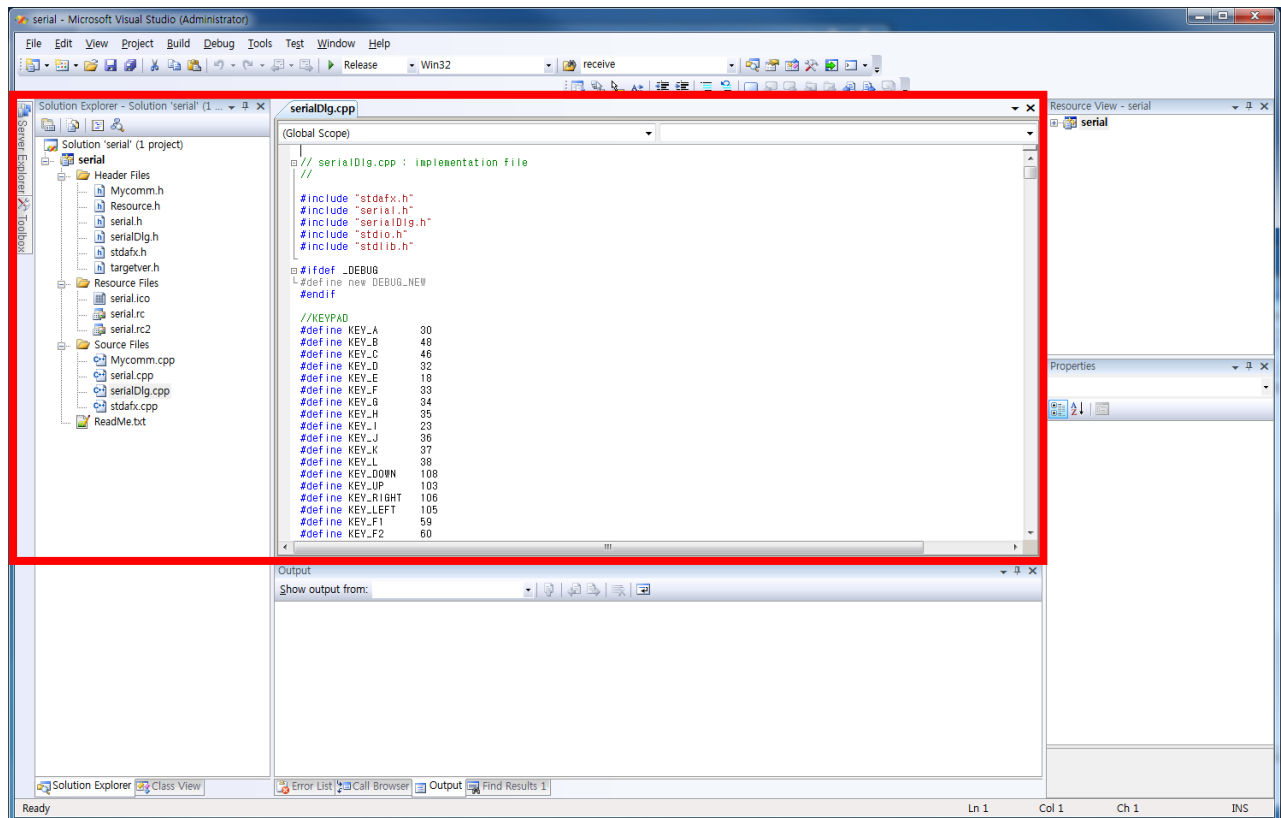 serial - Microsoft Visual Studio (Administrator)
File Edit View Project Build Debug Tools Test Window Help
Release Win32 receive
Server Explorer
Toolbox
Solution Explorer - Solution 'serial' (1 ...
Solution 'serial' (1 project)
serial
Header Files
Mycomm.h
Resource.h
serial.h
serialDlg.h
stdafx.h
targetver.h
Resource Files
serial.ico
serial.rc
serial.rc2
Source Files
Mycomm.cpp
serial.cpp
serialDlg.cpp
stdafx.cpp
ReadMe.txt
serialDlg.cpp
(Global Scope)
// serialDlg.cpp : implementation file
//
#include "stdafx.h"
#include "serial.h"
#include "serialDlg.h"
#include "stdio.h"
#include "stdlib.h"
#ifdef _DEBUG
#define new DEBUG_NEW
#endif
//KEYPAD
#define KEY_A 30
#define KEY_B 48
#define KEY_C 46
#define KEY_D 32
#define KEY_E 18
#define KEY_F 33
#define KEY_G 34
#define KEY_H 35
#define KEY_I 23
#define KEY_J 36
#define KEY_K 37
#define KEY_L 38
#define KEY_DOWN 108
#define KEY_UP 103
#define KEY_RIGHT 106
#define KEY_LEFT 105
#define KEY_F1 59
#define KEY_F2 60
Resource View - serial
serial
Properties
Output
Show output from:
Solution Explorer Class View
Error List Call Browser Output Find Results 1
Ready Ln 1 Col 1 Ch 1 INS